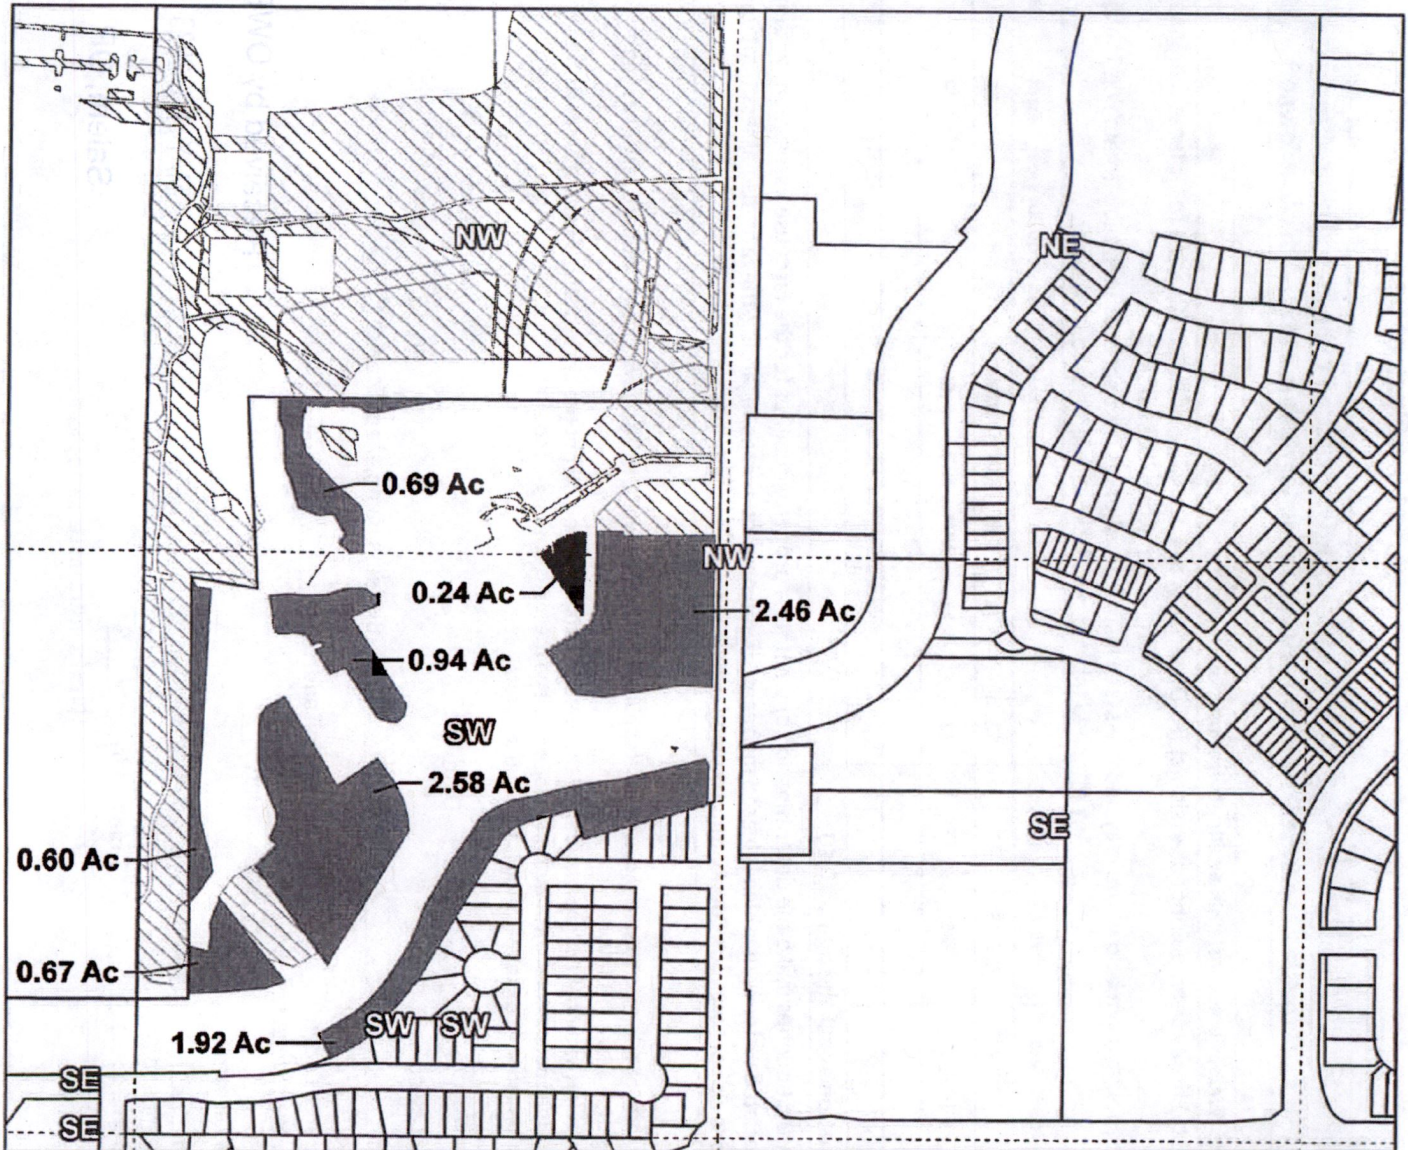 NW
NE
0.69 Ac
NW
0.24 Ac
2.46 Ac
0.94 Ac
SW
2.58 Ac
SE
0.60 Ac
0.67 Ac
SW SW
1.92 Ac
SE
SE